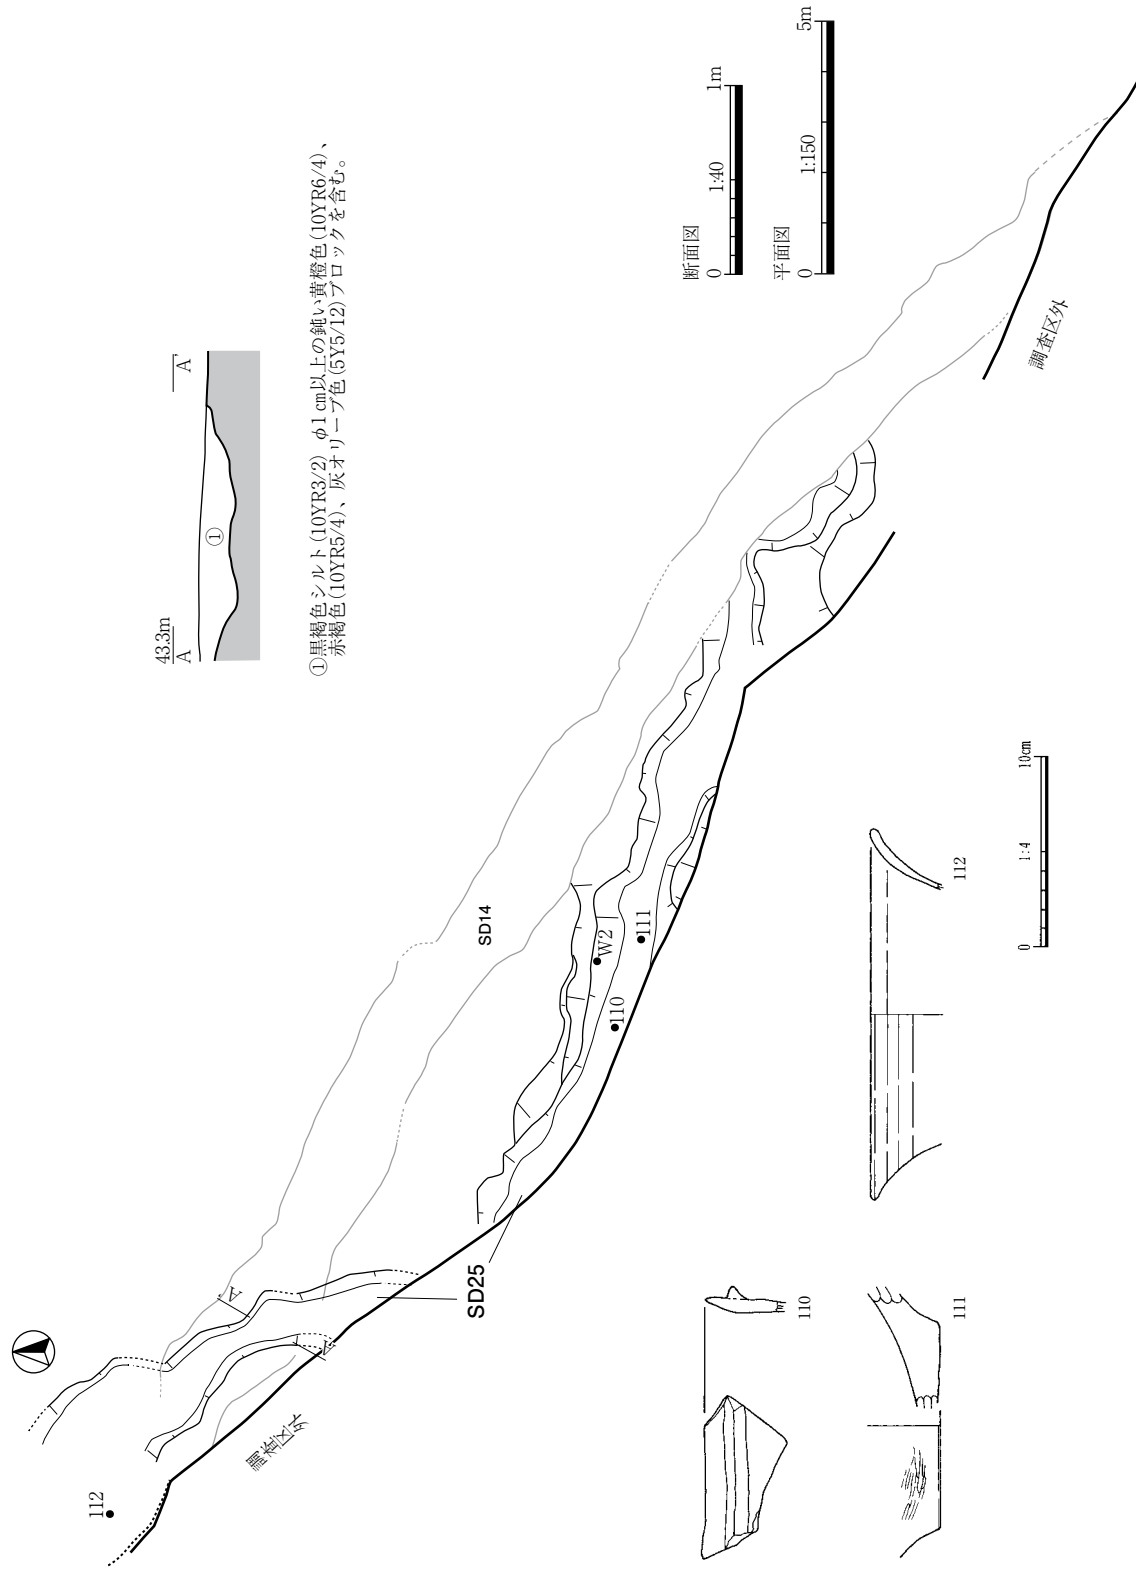 43.3m
A
A'
①
①黒褐色シルト(10YR3/2) φ1cm以上の鈍い黄橙色(10YR6/4)、
赤褐色(10YR5/4)、灰オリーブ色(5Y5/12)ブロックを含む。
断面図
0
1:40
1m
平面図
0
1:150
5m
調査区外
SD14
W2
111
110
SD25
A'
A
調査区外
112
110
111
112
0
1:4
10cm